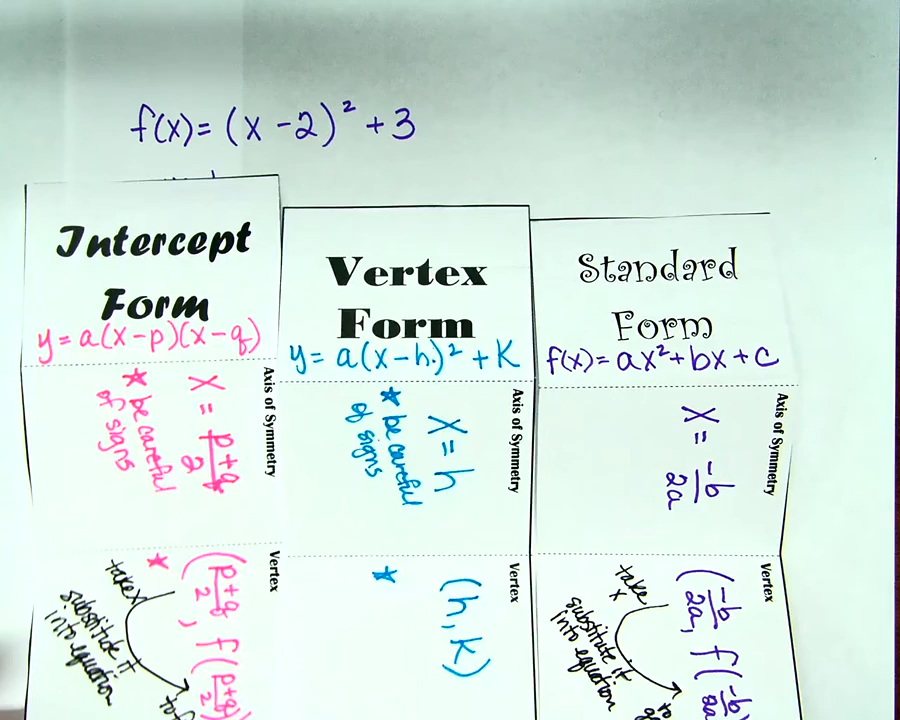 f(x) = (x - 2)² + 3
Intercept
Form
y = a(x-p)(x-q)
Axis of Symmetry
x = p+q/2
* be careful
of signs
Vertex
(p+q/2, f(p+q/2)
*
take x
substitute it
into equation
Vertex
Form
y = a(x-h)² + K
Axis of Symmetry
x = h
* be careful
of signs
Vertex
(h, k)
*
Standard
Form
f(x) = ax² + bx + c
Axis of Symmetry
x = -b/2a
Vertex
(-b/2a, f(-b/2a)
take
x
substitute it
into equation
to